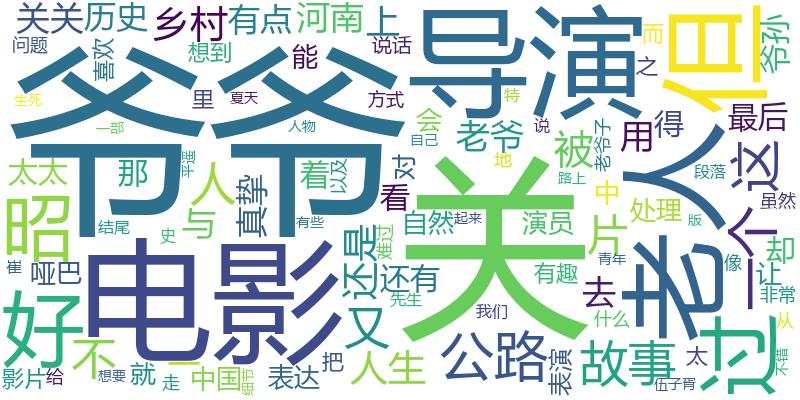 关关
历史
乡村
有点
河南
上
导演
但
而
爷孙
问题
喜欢
想到
能
说话
之
里
生死
夏天
方式
特
爷爷
一部
人物
自己
说
会
老爷
被
用
得
最后
老人
一个
这
太太
那
平遥
人
着
以及
对
地
老爷子
段落
路上
昭
与
真挚
看
关
中
片
处理
版
虽然
结尾
史
还是
难过
自然
起来
演员
有些
却
崔
哑巴
电影
又
还有
先生
有趣
去
青年
像
让
非常
好
不
一
我们
公路
什么
过
从
影片
给
想要
就
走
中国
细节
表达
把
人生
表演
故事
太
伍子胥
不错